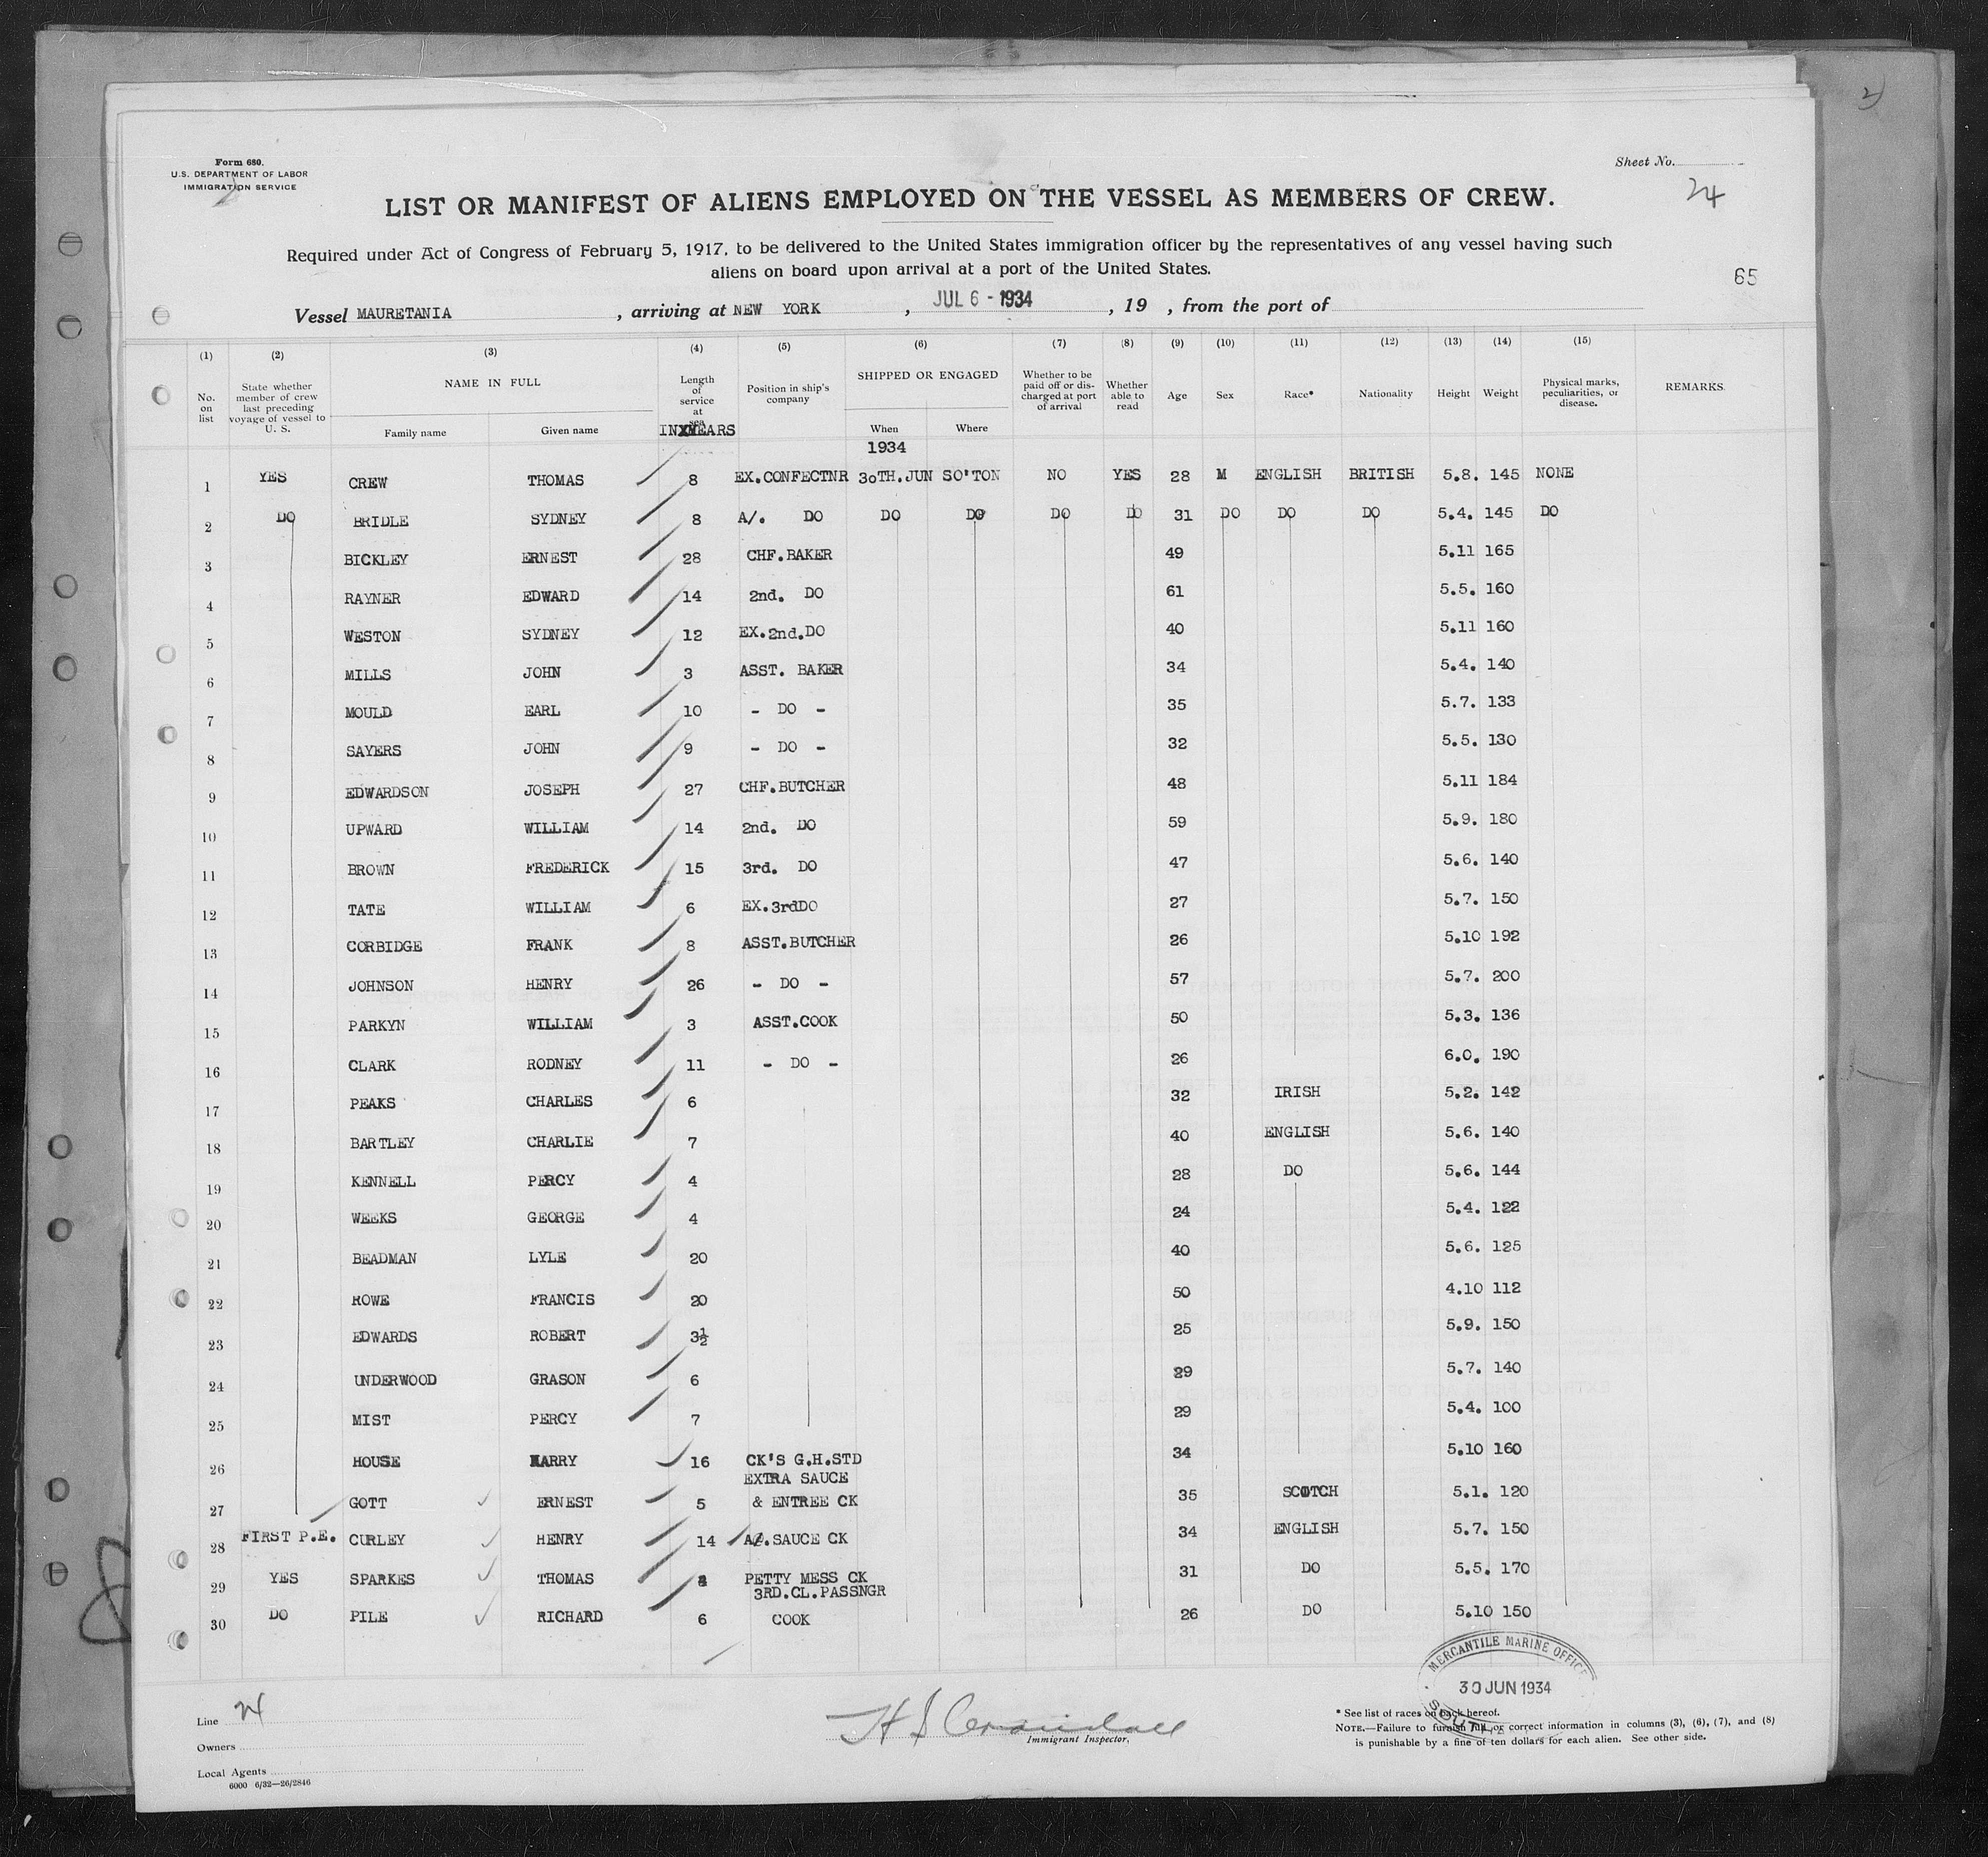 Form 680.
U.S. DEPARTMENT OF LABOR
IMMIGRATION SERVICE
Sheet No.
24
LIST OR MANIFEST OF ALIENS EMPLOYED ON THE VESSEL AS MEMBERS OF CREW.
Required under Act of Congress of February 5, 1917, to be delivered to the United States immigration officer by the representatives of any vessel having such
aliens on board upon arrival at a port of the United States.
65
Vessel MAURETANIA , arriving at NEW YORK , JUL 6 - 1934 , 19 , from the port of
(1) (2) (3) (4) (5) (6) (7) (8) (9) (10) (11) (12) (13) (14) (15)
No. on list | State whether member of crew last preceding voyage of vessel to U. S. | NAME IN FULL | Family name | Given name | Length of service at sea IN YEARS | Position in ship's company | SHIPPED OR ENGAGED | When | Where | Whether to be paid off or discharged at port of arrival | Whether able to read | Age | Sex | Race* | Nationality | Height | Weight | Physical marks, peculiarities, or disease. | REMARKS.
1934
1 YES CREW THOMAS 8 EX.CONFECTNR 30TH.JUN SO'TON NO YES 28 M ENGLISH BRITISH 5.8. 145 NONE
2 DO BRIDLE SYDNEY 8 A/. DO DO DO DO DO 31 DO DO DO 5.4. 145 DO
3 BICKLEY ERNEST 28 CHF.BAKER 49 5.11 165
4 RAYNER EDWARD 14 2nd. DO 61 5.5. 160
5 WESTON SYDNEY 12 EX.2nd.DO 40 5.11 160
6 MILLS JOHN 3 ASST. BAKER 34 5.4. 140
7 MOULD EARL 10 - DO - 35 5.7. 133
8 SAYERS JOHN 9 - DO - 32 5.5. 130
9 EDWARDSON JOSEPH 27 CHF.BUTCHER 48 5.11 184
10 UPWARD WILLIAM 14 2nd. DO 59 5.9. 180
11 BROWN FREDERICK 15 3rd. DO 47 5.6. 140
12 TATE WILLIAM 6 EX.3rdDO 27 5.7. 150
13 CORBIDGE FRANK 8 ASST.BUTCHER 26 5.10 192
14 JOHNSON HENRY 26 - DO - 57 5.7. 200
15 PARKYN WILLIAM 3 ASST.COOK 50 5.3. 136
16 CLARK RODNEY 11 - DO - 26 6.0. 190
17 PEAKS CHARLES 6 32 IRISH 5.2. 142
18 BARTLEY CHARLIE 7 40 ENGLISH 5.6. 140
19 KENNELL PERCY 4 28 DO 5.6. 144
20 WEEKS GEORGE 4 24 5.4. 122
21 BEADMAN LYLE 20 40 5.6. 125
22 ROWE FRANCIS 20 50 4.10 112
23 EDWARDS ROBERT 3½ 25 5.9. 150
24 UNDERWOOD GRASON 6 29 5.7. 140
25 MIST PERCY 7 29 5.4. 100
26 HOUSE HARRY 16 CK'S G.H.STD 34 5.10 160
EXTRA SAUCE
27 GOTT ERNEST 5 & ENTREE CK 35 SCOTCH 5.1. 120
28 FIRST P.E. CURLEY HENRY 14 A/.SAUCE CK 34 ENGLISH 5.7. 150
29 YES SPARKES THOMAS PETTY MESS CK 31 DO 5.5. 170
3RD.CL.PASSNGR
30 DO PILE RICHARD 6 COOK 26 DO 5.10 150
MERCANTILE MARINE OFFICE
30 JUN 1934
Line 24
Owners
Local Agents
6000 6/32—26/2846
Immigrant Inspector.
* See list of races on back hereof.
NOTE.—Failure to furnish full or correct information in columns (3), (6), (7), and (8)
is punishable by a fine of ten dollars for each alien. See other side.